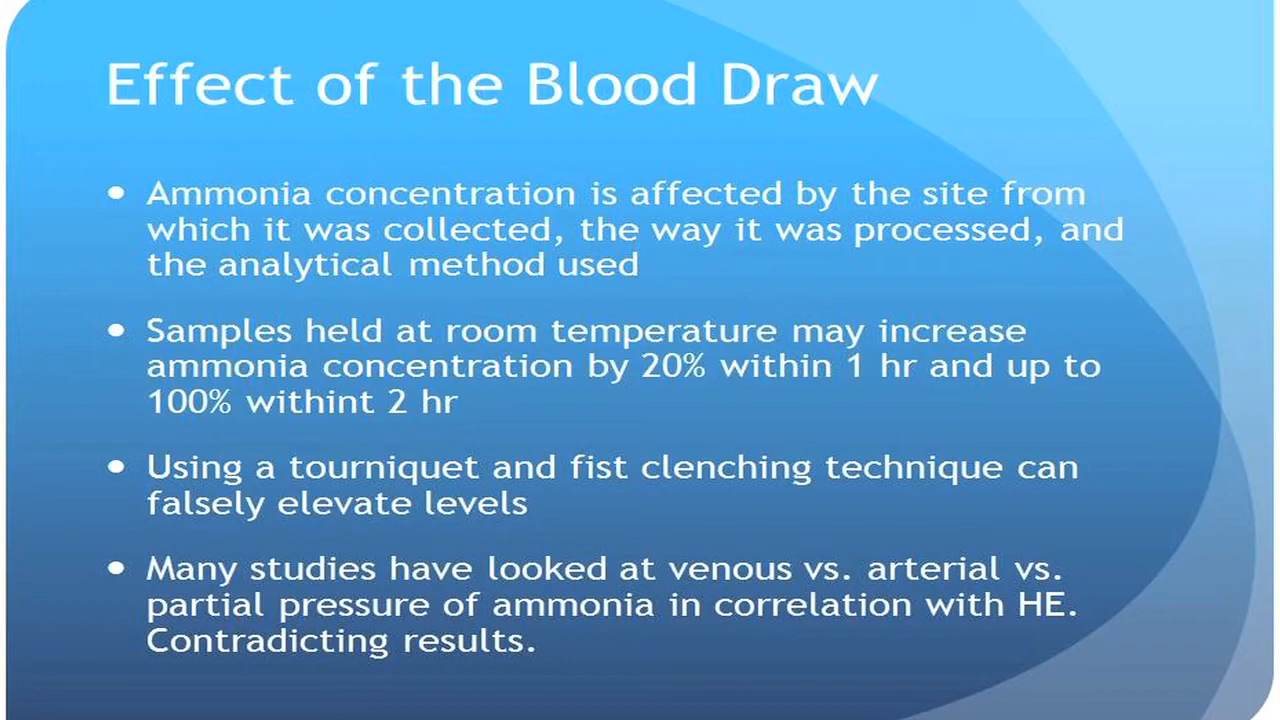 Effect of the Blood Draw
• Ammonia concentration is affected by the site from
which it was collected, the way it was processed, and
the analytical method used
• Samples held at room temperature may increase
ammonia concentration by 20% within 1 hr and up to
100% withint 2 hr
• Using a tourniquet and fist clenching technique can
falsely elevate levels
• Many studies have looked at venous vs. arterial vs.
partial pressure of ammonia in correlation with HE.
Contradicting results.